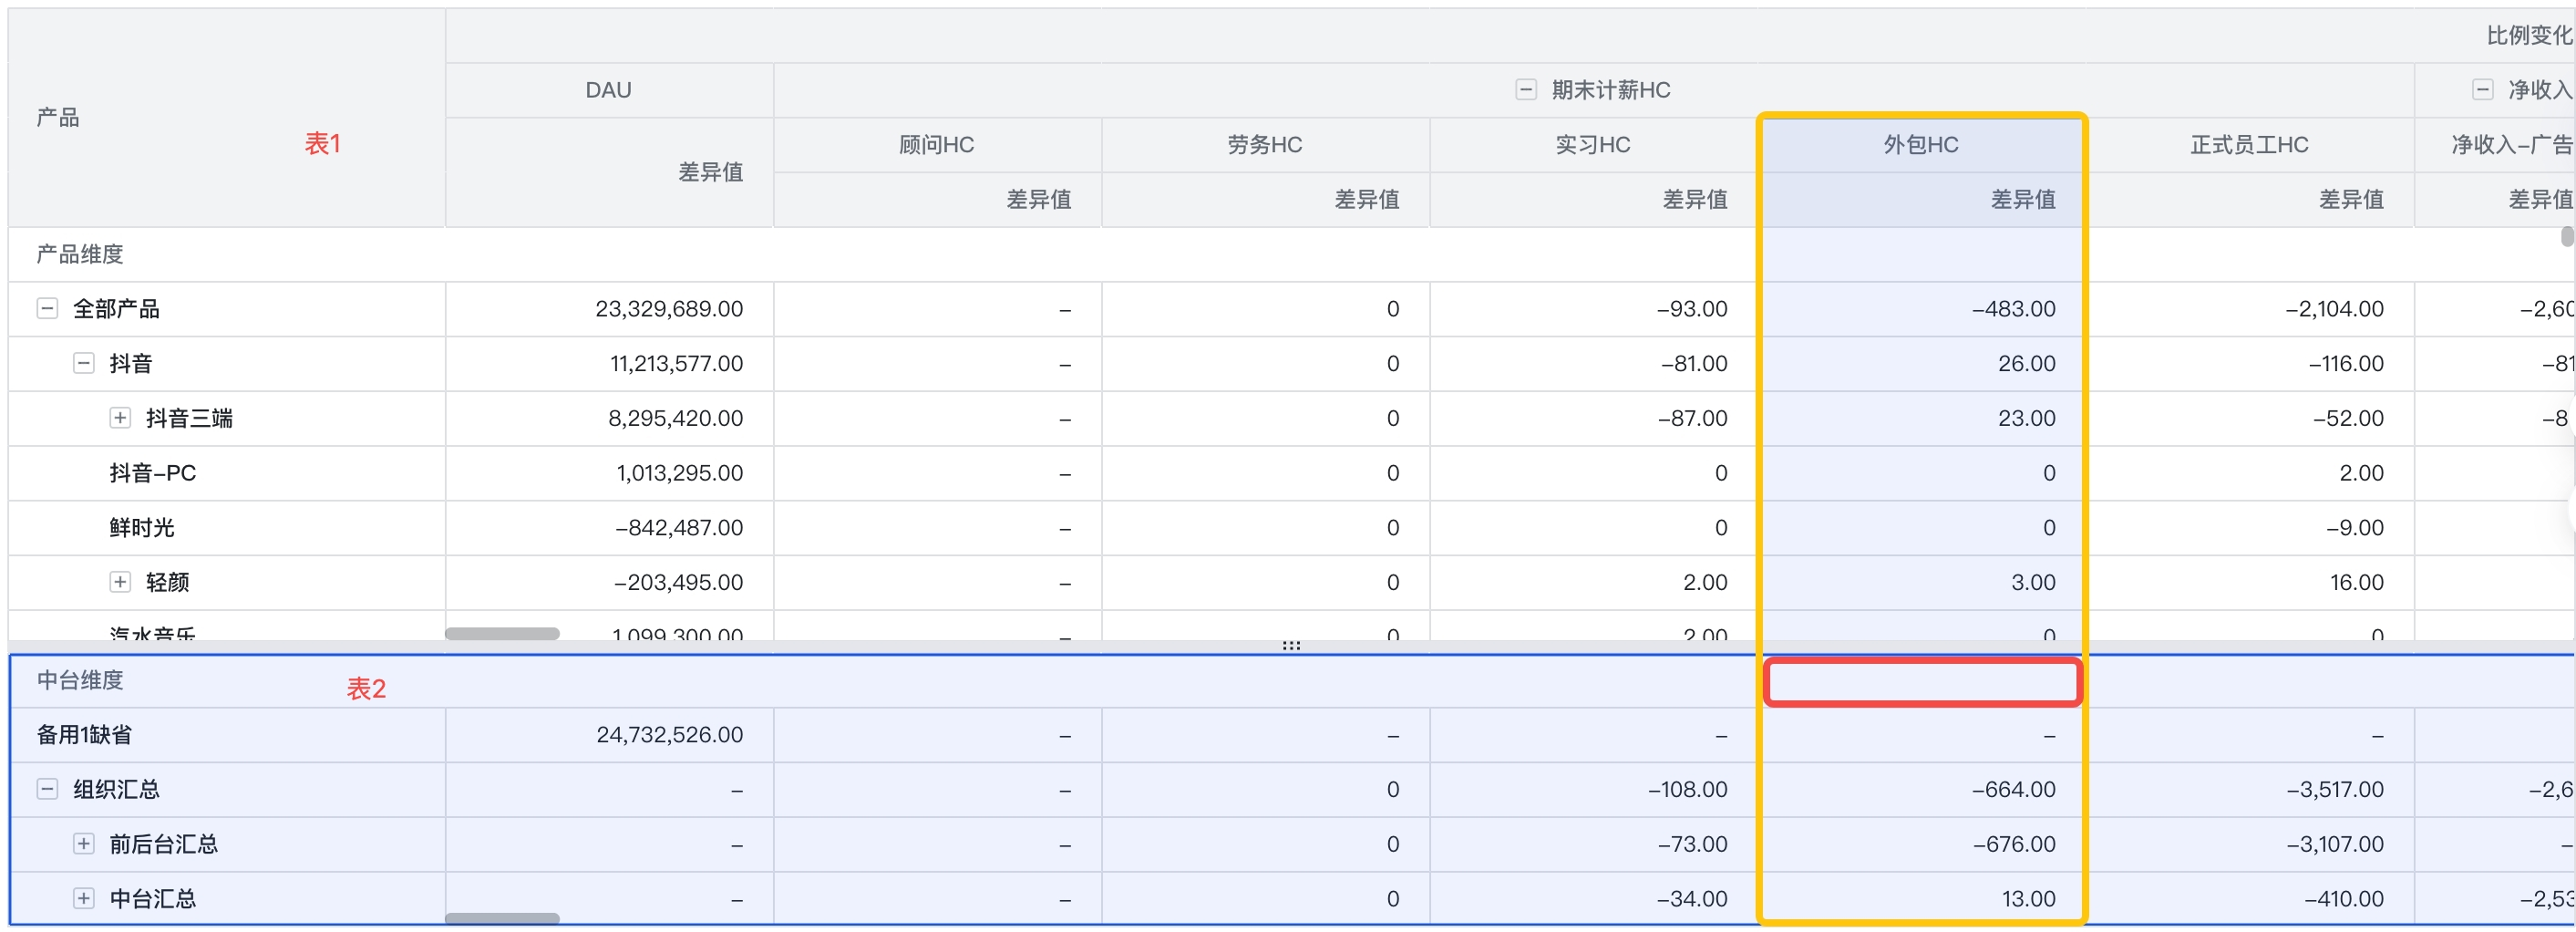 比例变化
产品 表1 DAU 期末计薪HC 净收入
顾问HC 劳务HC 实习HC 外包HC 正式员工HC 净收入-广告
差异值
差异值 差异值 差异值 差异值 差异值 差异值
产品维度
全部产品 23,329,689.00 - 0 -93.00 -483.00 -2,104.00 -2,60
抖音 11,213,577.00 - 0 -81.00 26.00 -116.00 -81
抖音三端 8,295,420.00 - 0 -87.00 23.00 -52.00 -8
抖音-PC 1,013,295.00 - 0 0 0 2.00
鲜时光 -842,487.00 - 0 0 0 -9.00
轻颜 -203,495.00 - 0 2.00 3.00 16.00
汽水音乐 1,099,300.00 - 0 2.00 0 0
中台维度 表2
备用1缺省 24,732,526.00 - - - - -
组织汇总 - - 0 -108.00 -664.00 -3,517.00 -2,6
前后台汇总 - - 0 -73.00 -676.00 -3,107.00 -
中台汇总 - - 0 -34.00 13.00 -410.00 -2,53